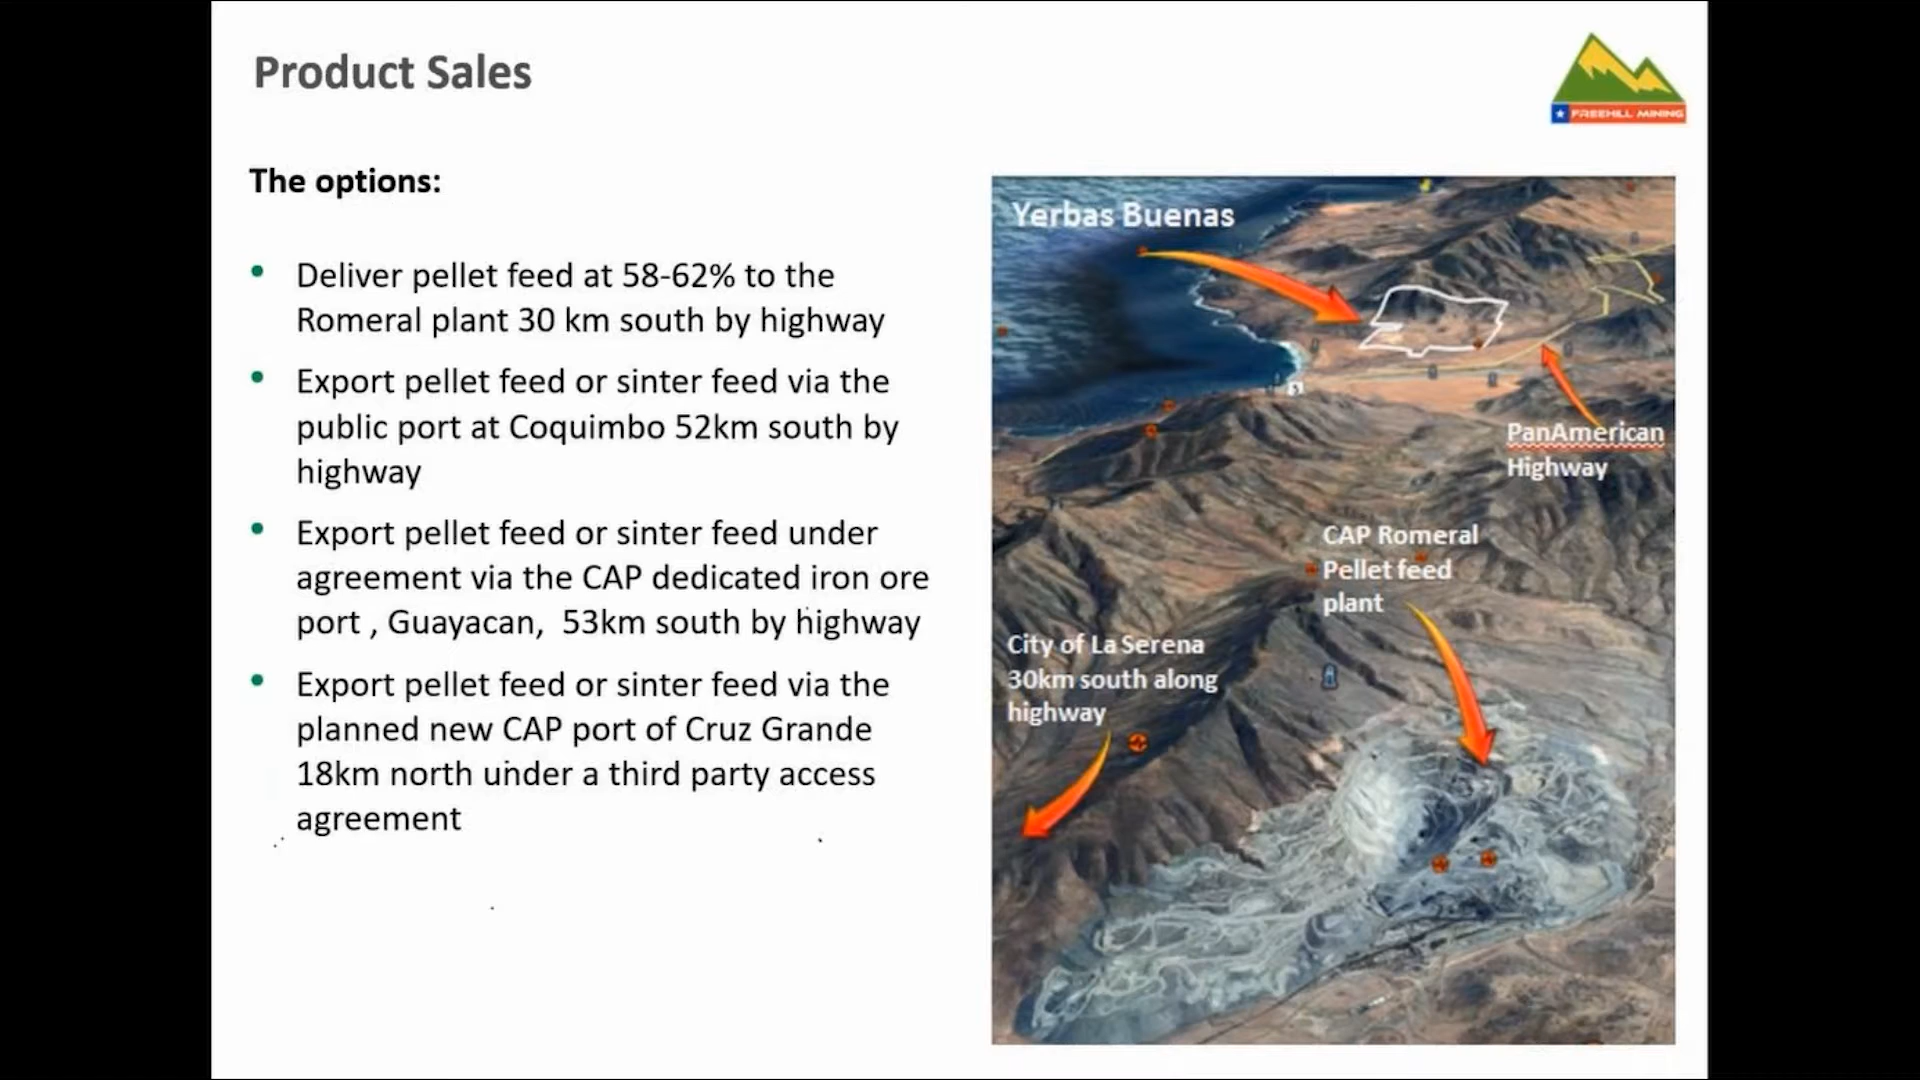 Product Sales
FREEHILL MINING
The options:
• Deliver pellet feed at 58-62% to the
Romeral plant 30 km south by highway
• Export pellet feed or sinter feed via the
public port at Coquimbo 52km south by
highway
• Export pellet feed or sinter feed under
agreement via the CAP dedicated iron ore
port , Guayacan, 53km south by highway
• Export pellet feed or sinter feed via the
planned new CAP port of Cruz Grande
18km north under a third party access
agreement
Yerbas Buenas
PanAmerican
Highway
CAP Romeral
Pellet feed
plant
City of La Serena
30km south along
highway